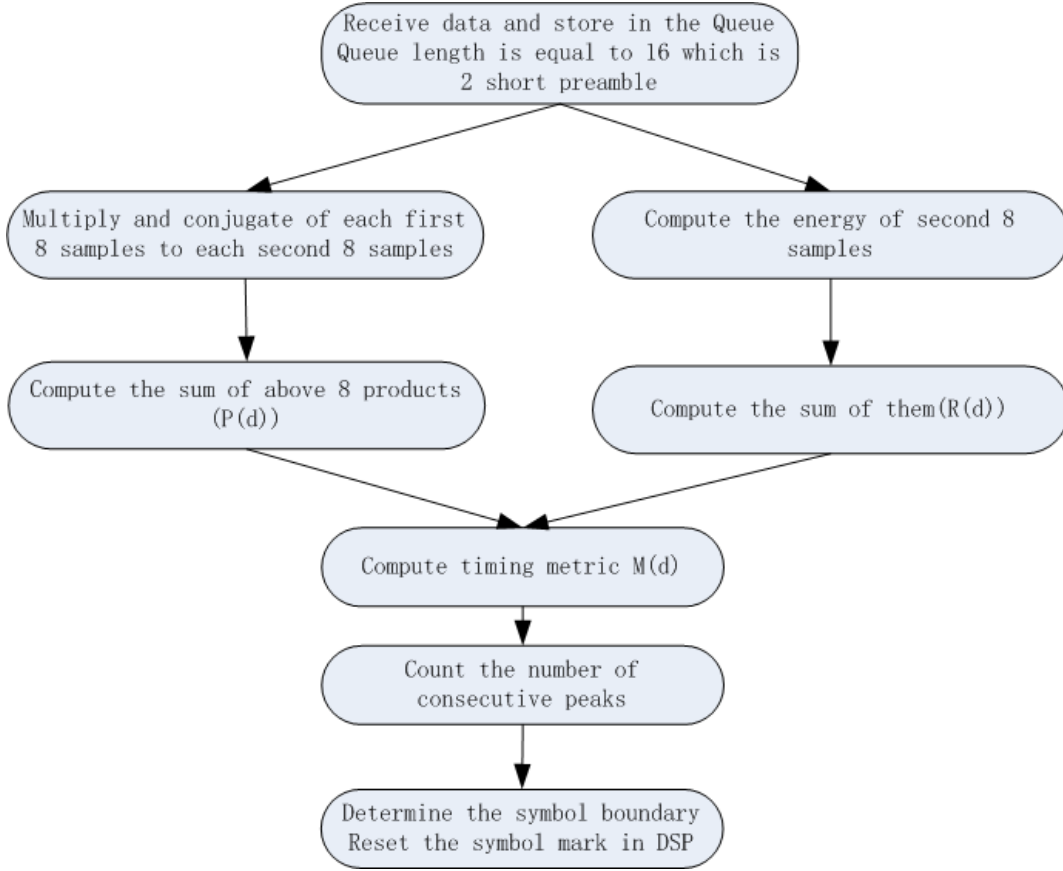 Receive data and store in the Queue
Queue length is equal to 16 which is
2 short preamble
Multiply and conjugate of each first
8 samples to each second 8 samples
Compute the energy of second 8
samples
Compute the sum of above 8 products
(P(d))
Compute the sum of them(R(d))
Compute timing metric M(d)
Count the number of
consecutive peaks
Determine the symbol boundary
Reset the symbol mark in DSP